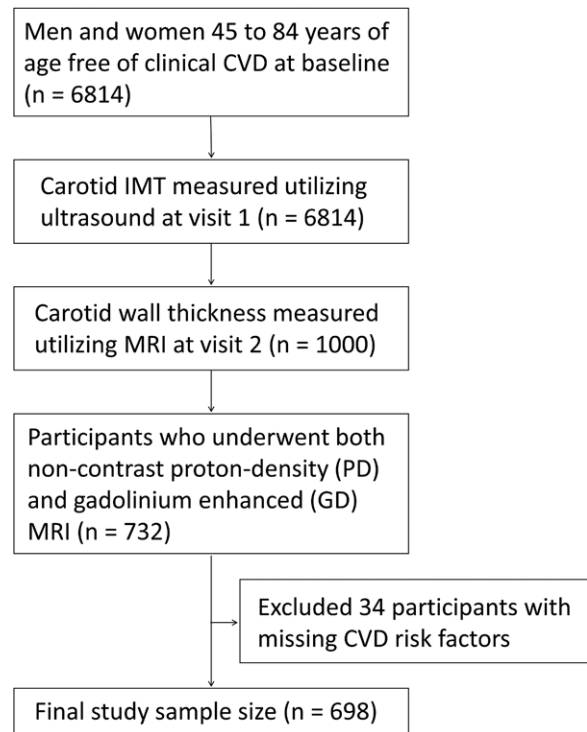 Men and women 45 to 84 years of
age free of clinical CVD at baseline
(n = 6814)
Carotid IMT measured utilizing
ultrasound at visit 1 (n = 6814)
Carotid wall thickness measured
utilizing MRI at visit 2 (n = 1000)
Participants who underwent both
non-contrast proton-density (PD)
and gadolinium enhanced (GD)
MRI (n = 732)
Excluded 34 participants with
missing CVD risk factors
Final study sample size (n = 698)